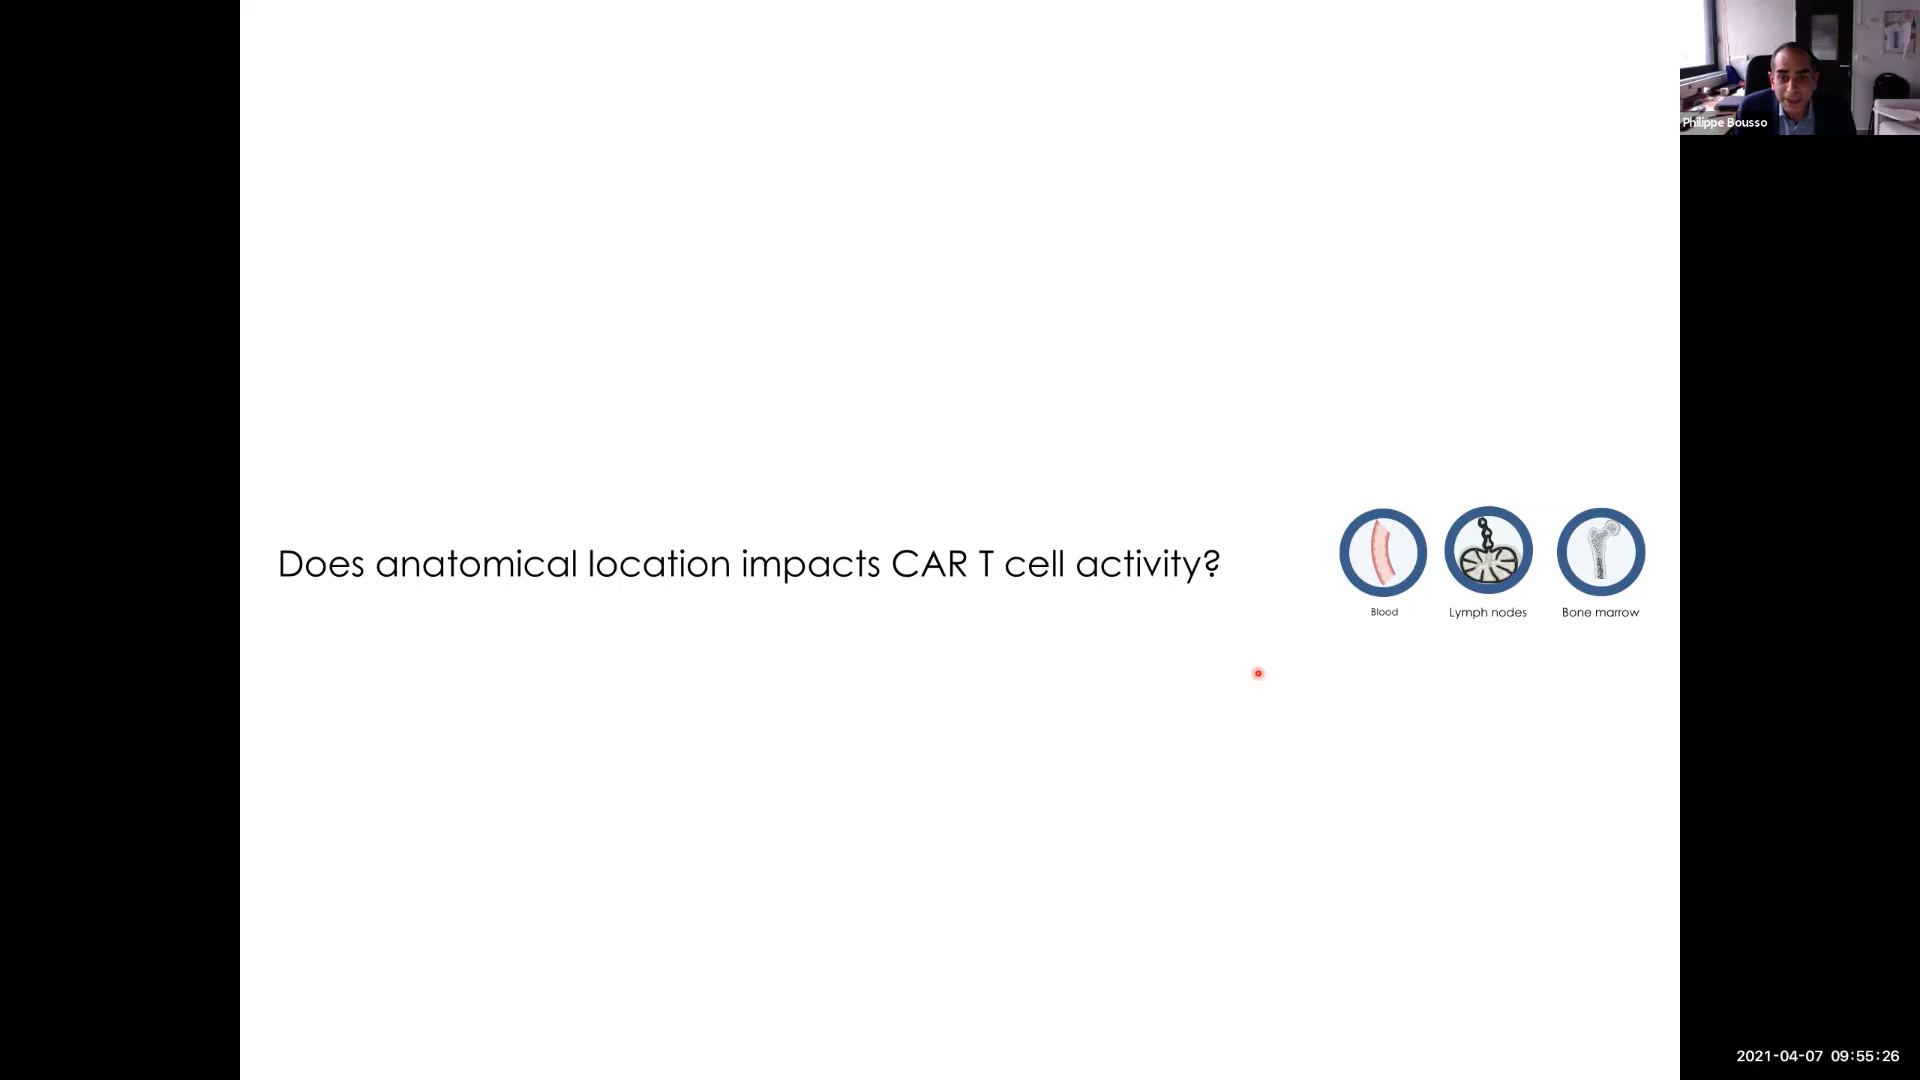 Philippe Bousso
Does anatomical location impacts CAR T cell activity?
Blood
Lymph nodes
Bone marrow
2021-04-07 09:55:26